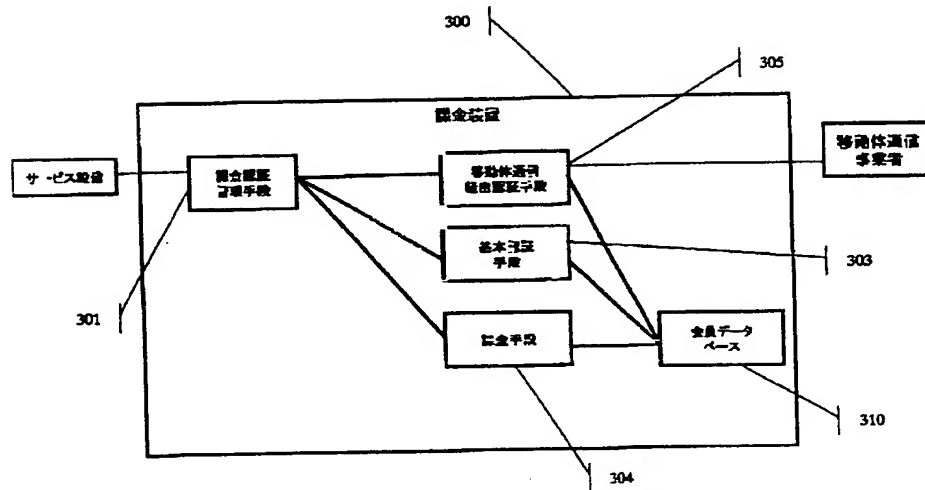 300
305
課金装置
移動体通信
事業者
サービス設備
課金認証
管理手段
移動体通信
経由認証手段
基本認証
手段
303
301
課金手段
会員データ
ベース
310
304